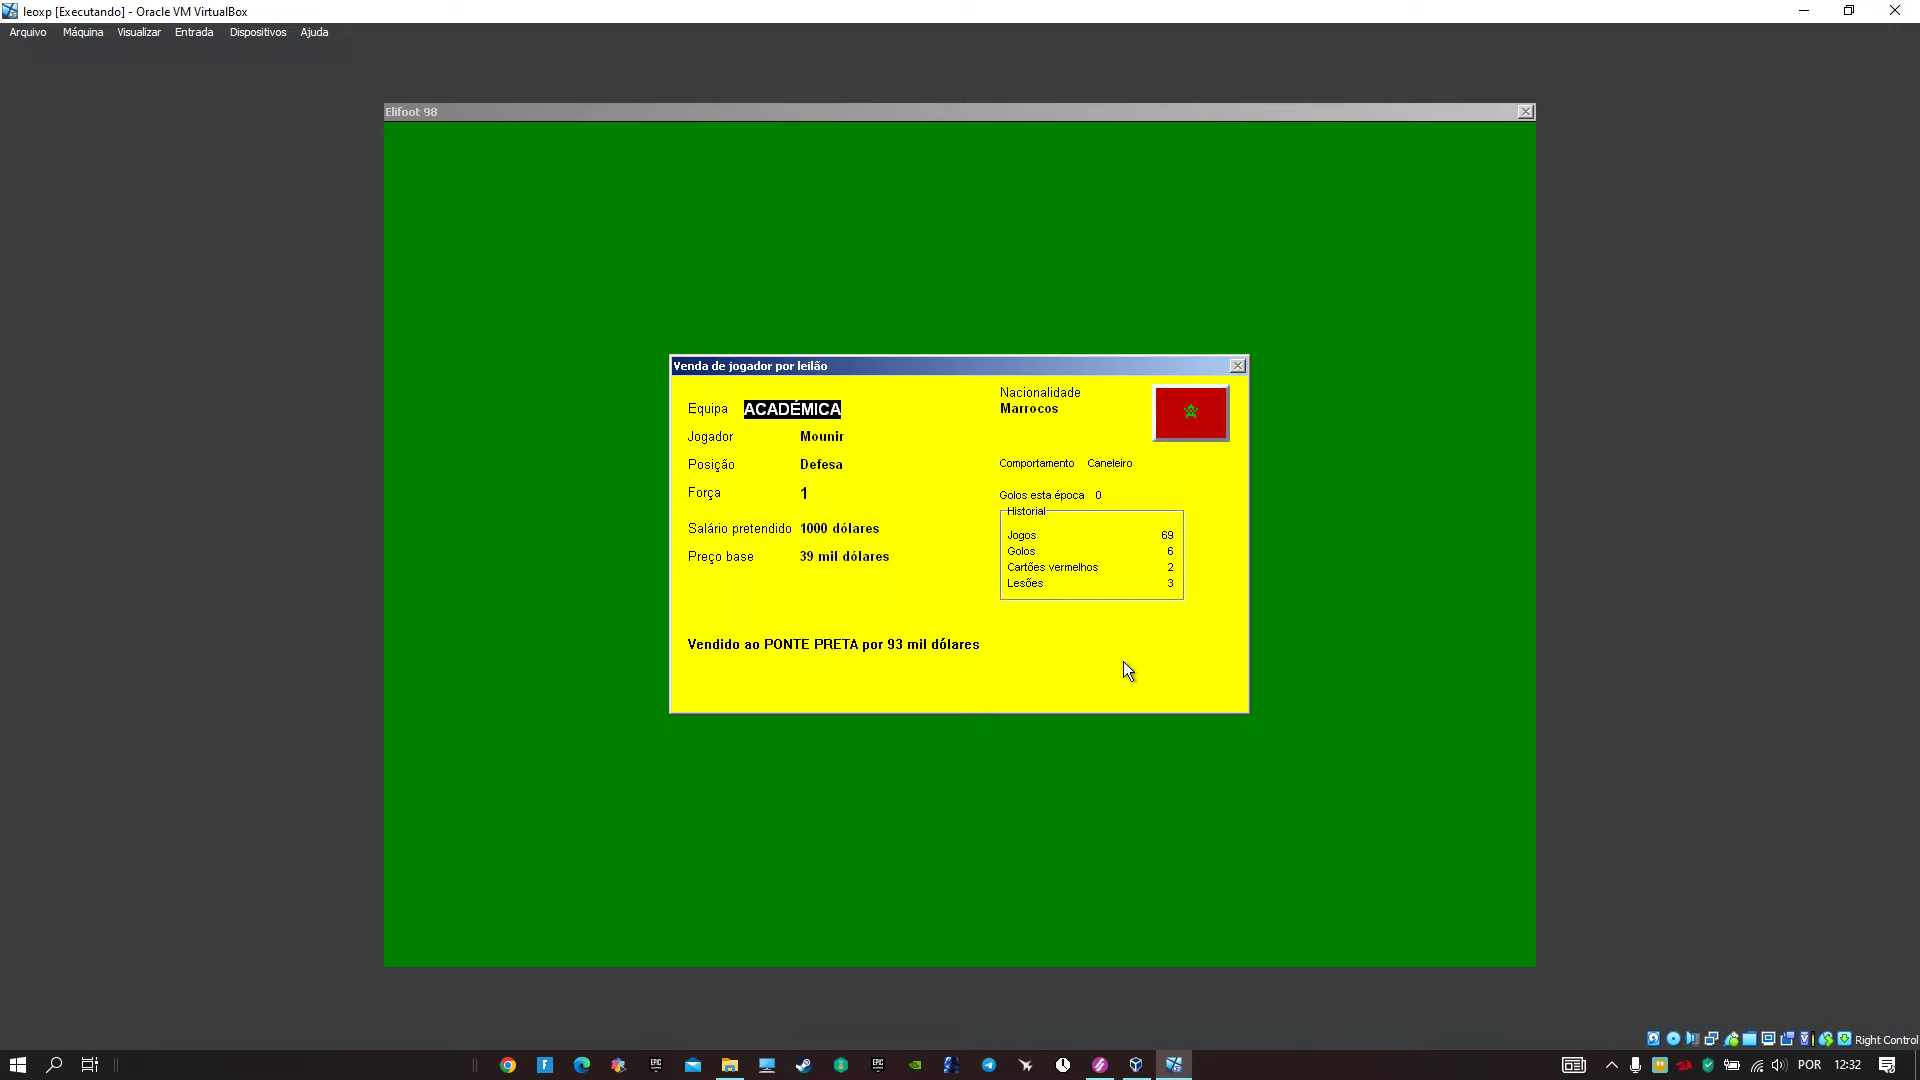 leoxp [Executando] - Oracle VM VirtualBox
Arquivo Máquina Visualizar Entrada Dispositivos Ajuda
Elifoot 98
Venda de jogador por leilão
Equipa ACADÉMICA
Jogador Mounir
Posição Defesa
Força 1
Salário pretendido 1000 dólares
Preço base 39 mil dólares
Nacionalidade
Marrocos
Comportamento Caneleiro
Golos esta época 0
Historial
Jogos 69
Golos 6
Cartões vermelhos 2
Lesões 3
Vendido ao PONTE PRETA por 93 mil dólares
Right Control
F EPIC EPIC POR 12:32